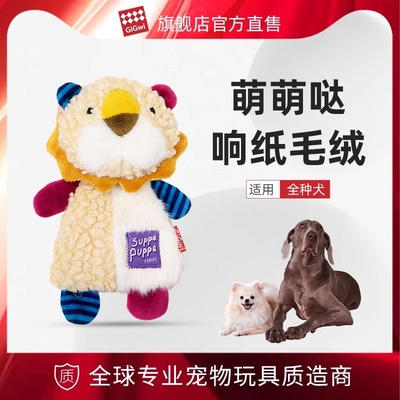 GiGwi
旗舰店官方直售
萌萌哒
响纸毛绒
适用 全种犬
Suppa
Puppa
SERIES
GiGwi
质 全球专业宠物玩具质造商